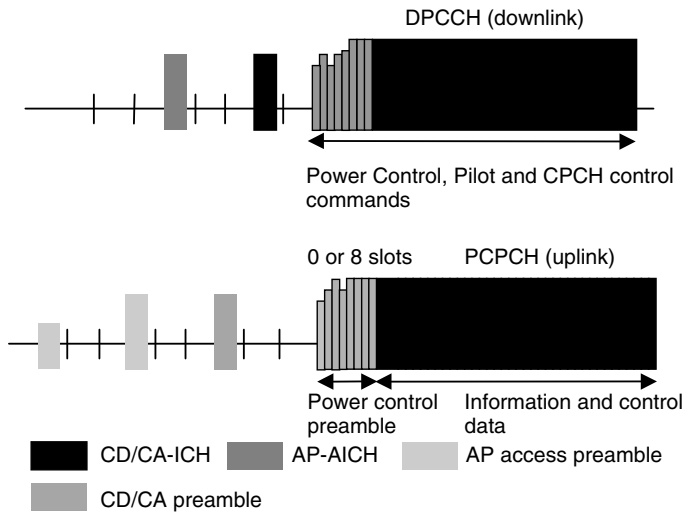 DPCCH (downlink)
Power Control, Pilot and CPCH control
commands
0 or 8 slots
PCPCH (uplink)
Power control
preamble
Information and control
data
CD/CA-ICH
AP-AICH
AP access preamble
CD/CA preamble